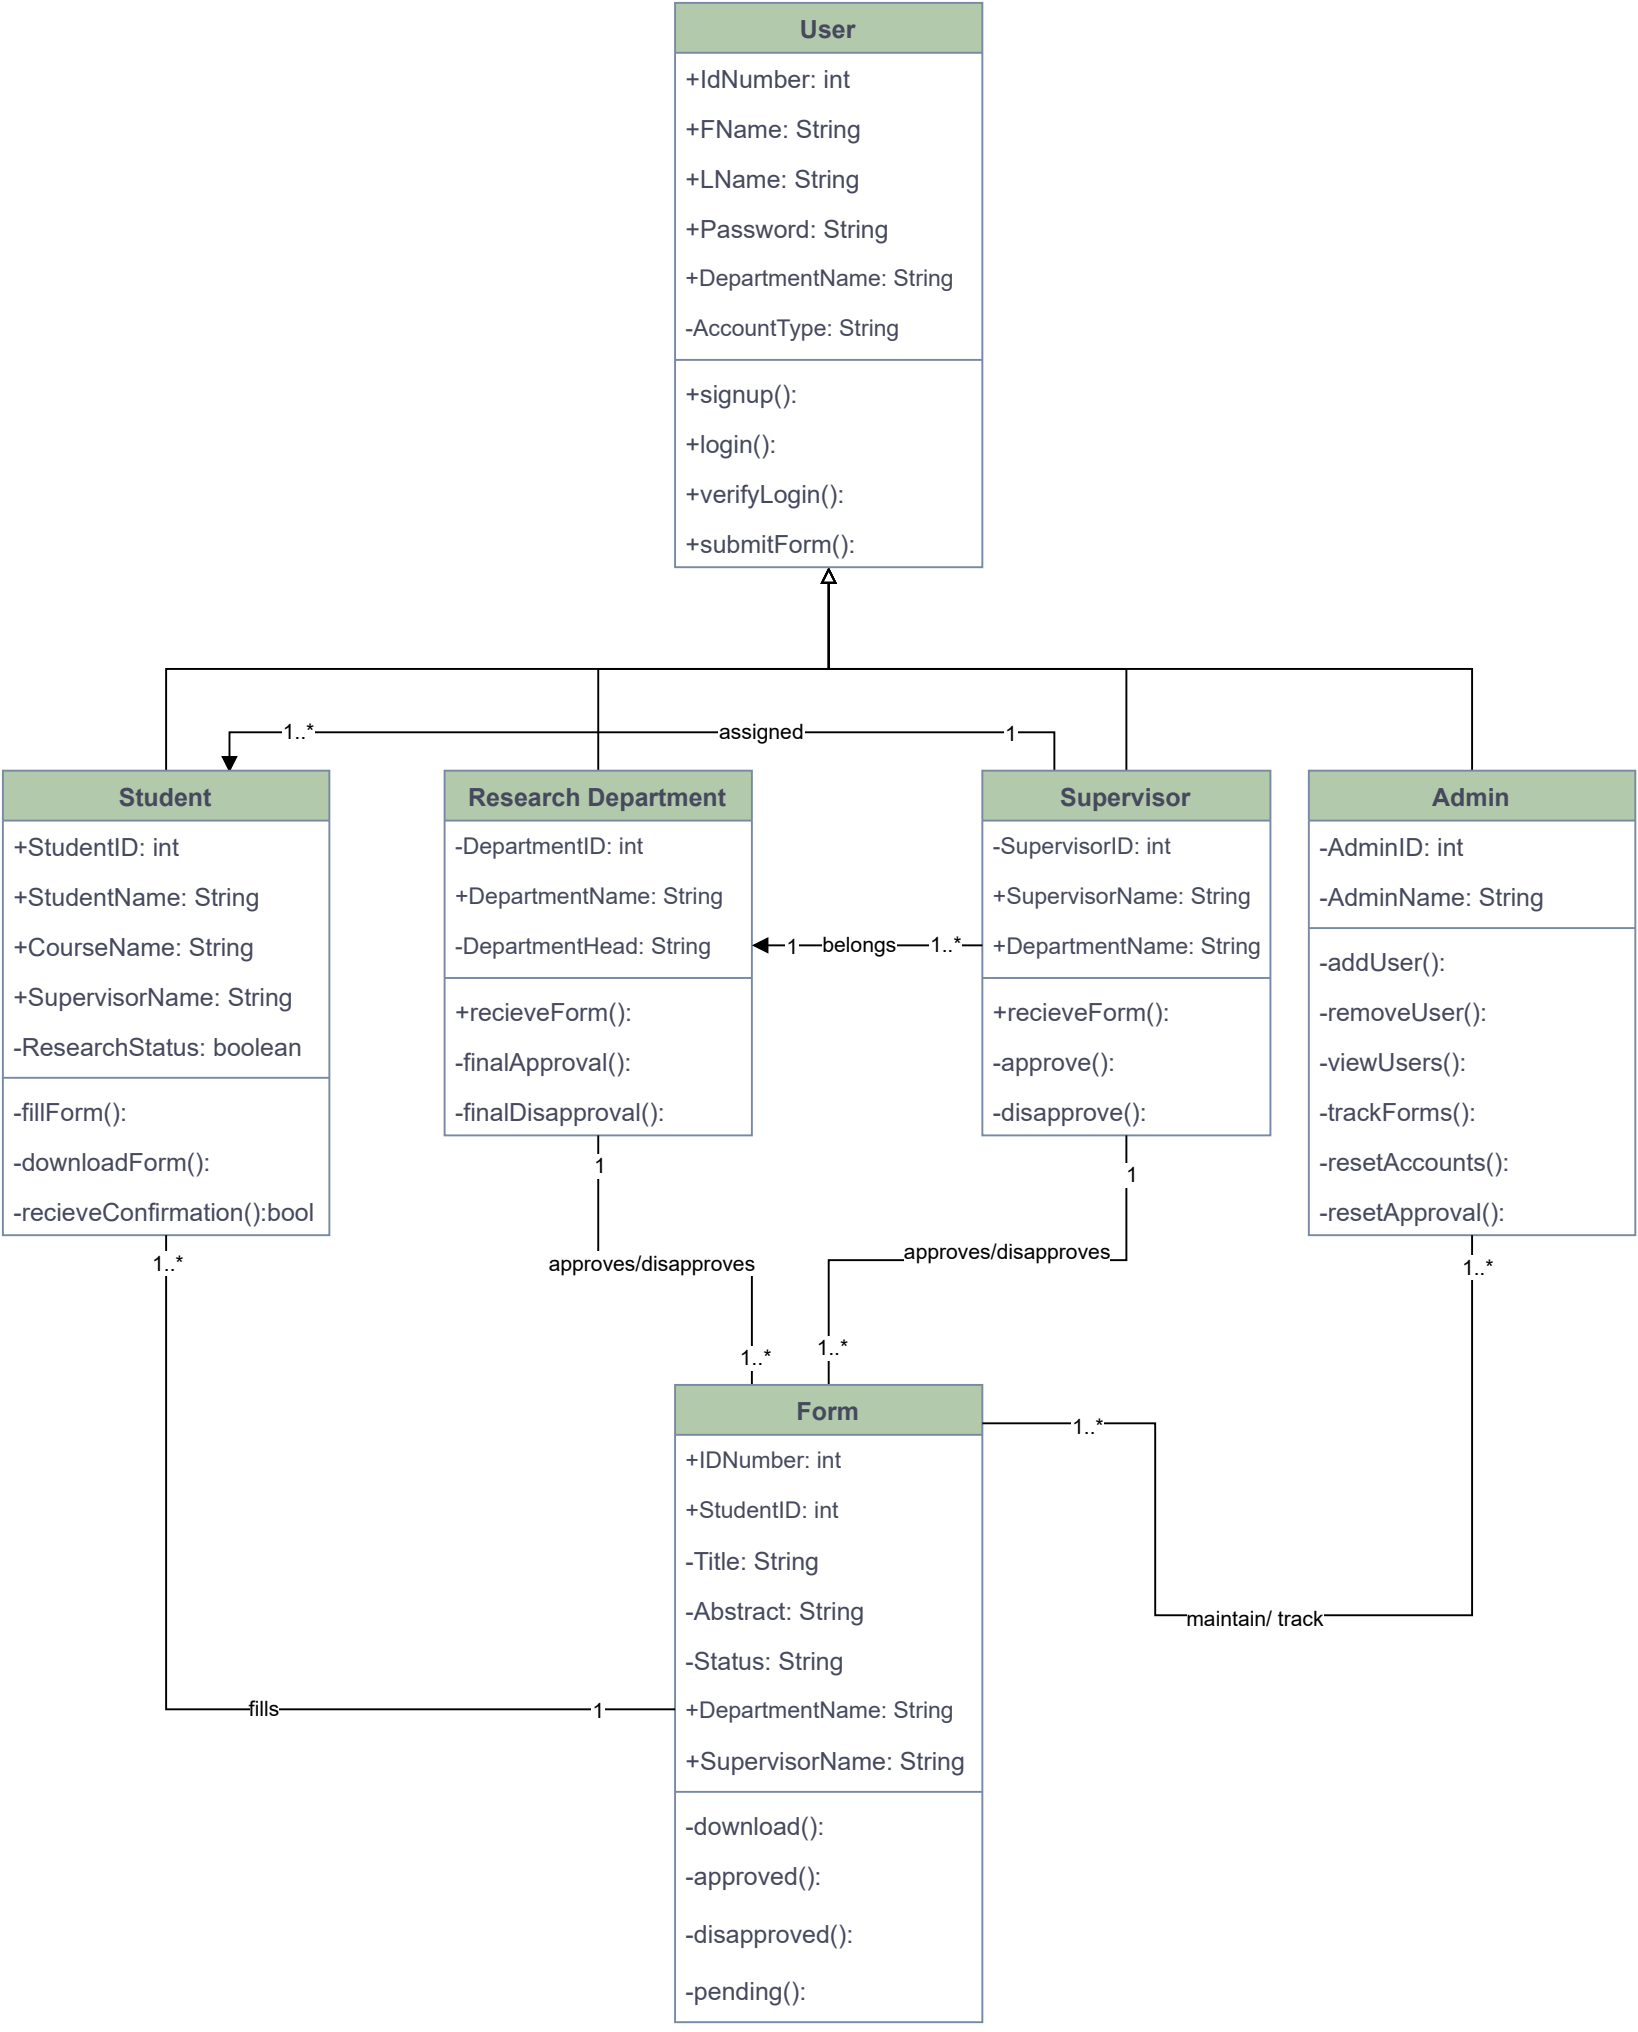 User
+IdNumber: int
+FName: String
+LName: String
+Password: String
+DepartmentName: String
-AccountType: String
+signup():
+login():
+verifyLogin():
+submitForm():
1..*
assigned
1
Student
+StudentID: int
+StudentName: String
+CourseName: String
+SupervisorName: String
-ResearchStatus: boolean
-fillForm():
-downloadForm():
-recieveConfirmation():bool
Research Department
-DepartmentID: int
+DepartmentName: String
-DepartmentHead: String
+recieveForm():
-finalApproval():
-finalDisapproval():
1
belongs
1..*
Supervisor
-SupervisorID: int
+SupervisorName: String
+DepartmentName: String
+recieveForm():
-approve():
-disapprove():
Admin
-AdminID: int
-AdminName: String
-addUser():
-removeUser():
-viewUsers():
-trackForms():
-resetAccounts():
-resetApproval():
1
1
1..*
approves/disapproves
approves/disapproves
1..*
1..*
1..*
Form
+IDNumber: int
+StudentID: int
-Title: String
-Abstract: String
-Status: String
+DepartmentName: String
+SupervisorName: String
-download():
-approved():
-disapproved():
-pending():
1..*
maintain/ track
fills
1